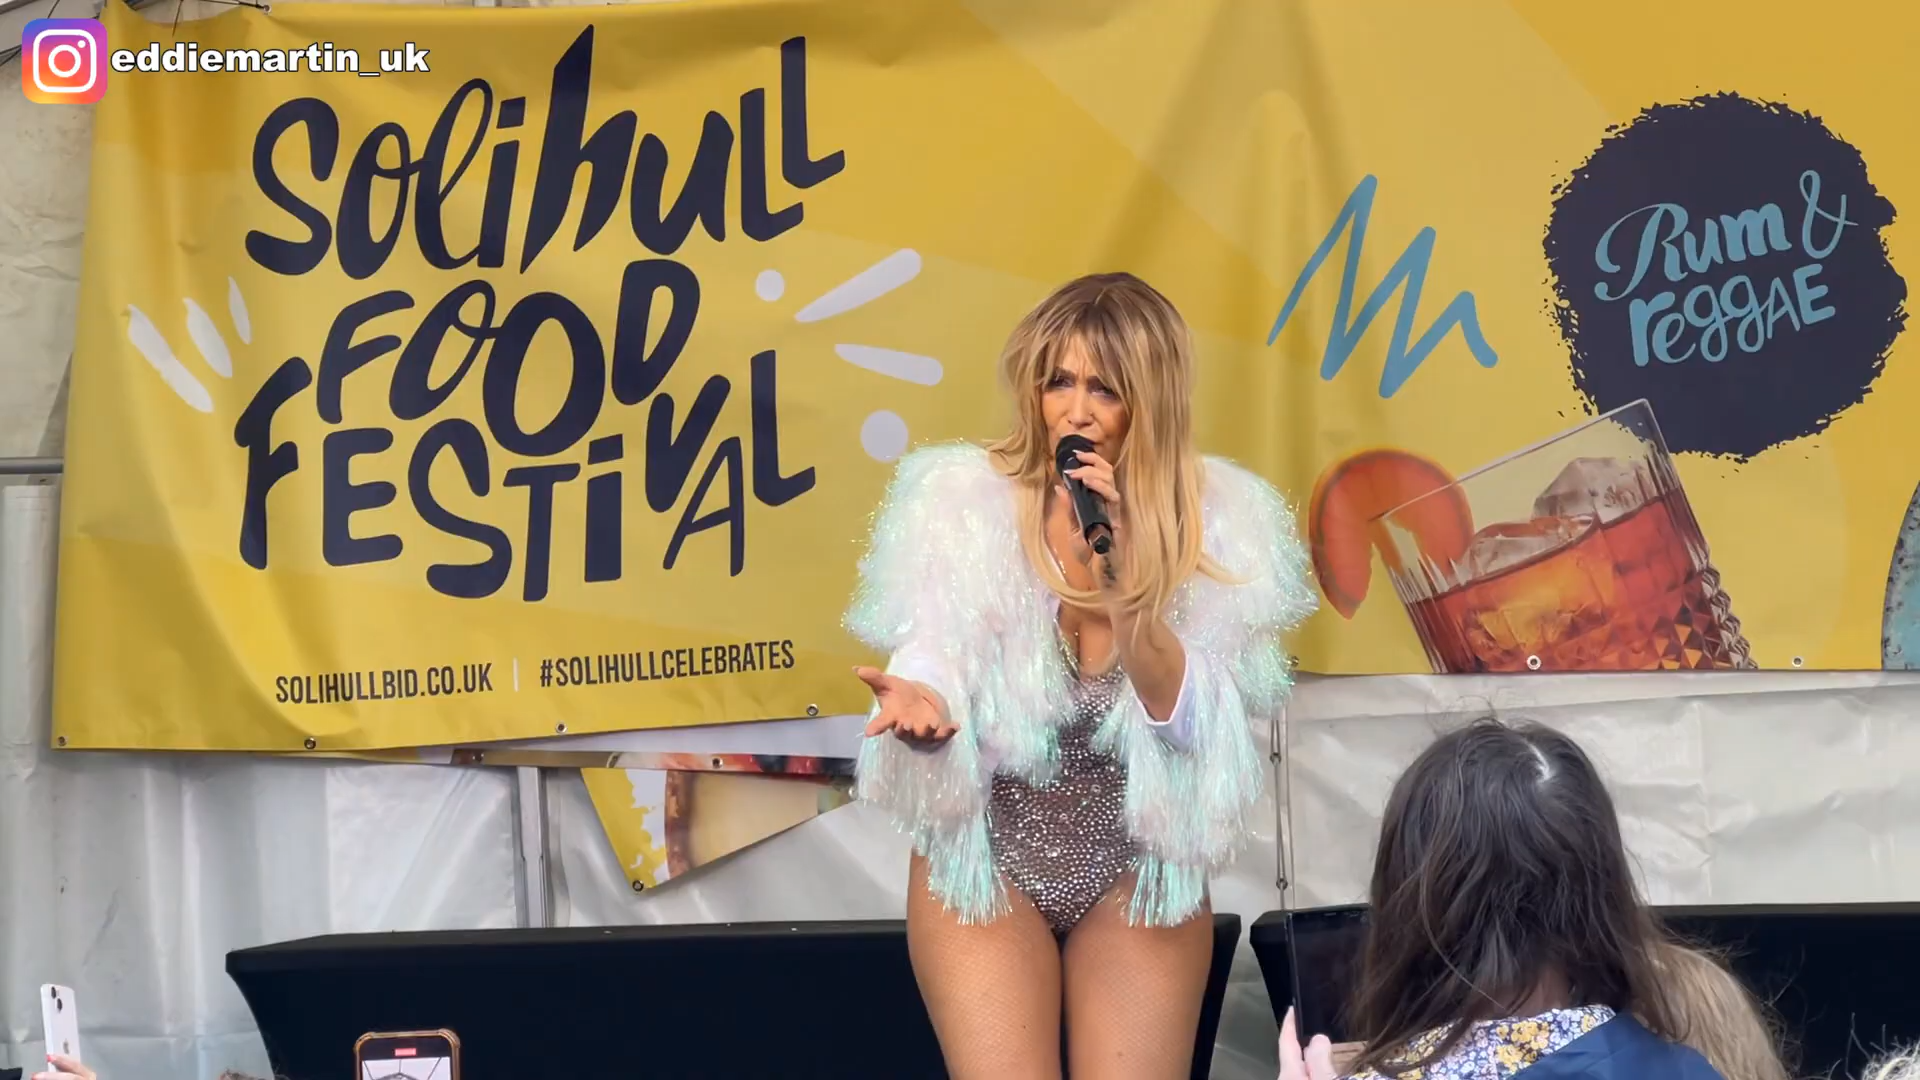 eddiemartin_uk
Solihull
FOOD
FESTiVAL
SOLIHULLBID.CO.UK | #SOLIHULLCELEBRATES
Rum &
reggAE